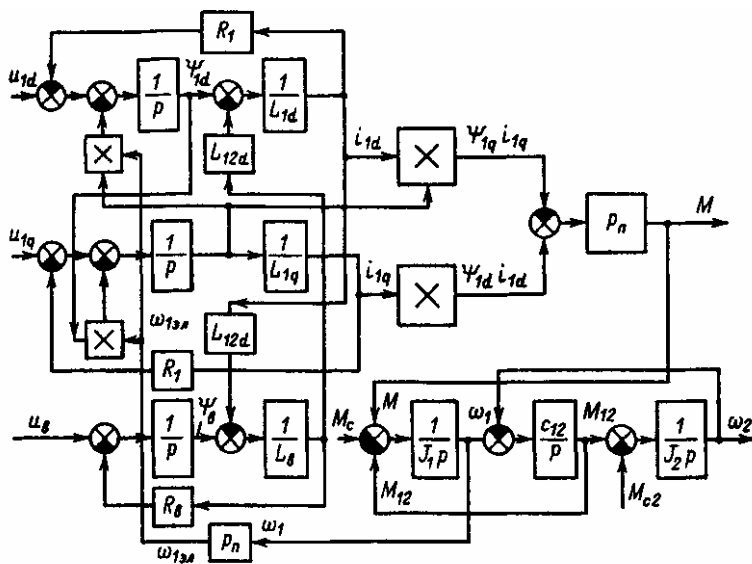 R₁
u₁d
1/p
Ψ₁d
1/L₁d
×
L₁₂d
i₁d
×
Ψ₁q i₁q
u₁q
1/p
1/L₁q
pₙ
M
i₁q
×
Ψ₁d i₁d
×
ω₁эл
L₁₂d
R₁
uв
1/p
Ψв
1/Lв
Mc
M
1/J₁p
ω₁
c₁₂/p
M₁₂
1/J₂p
ω₂
M₁₂
Mc2
Rв
ω₁эл
pₙ
ω₁